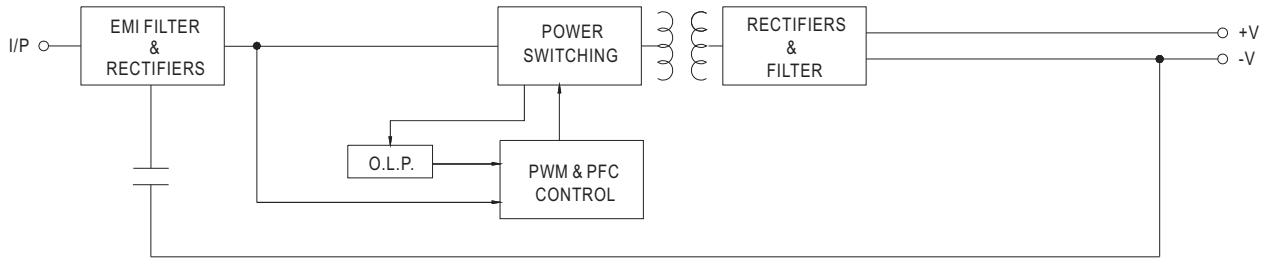 I/P
EMI FILTER
&
RECTIFIERS
POWER
SWITCHING
RECTIFIERS
&
FILTER
+V
-V
O.L.P.
PWM & PFC
CONTROL